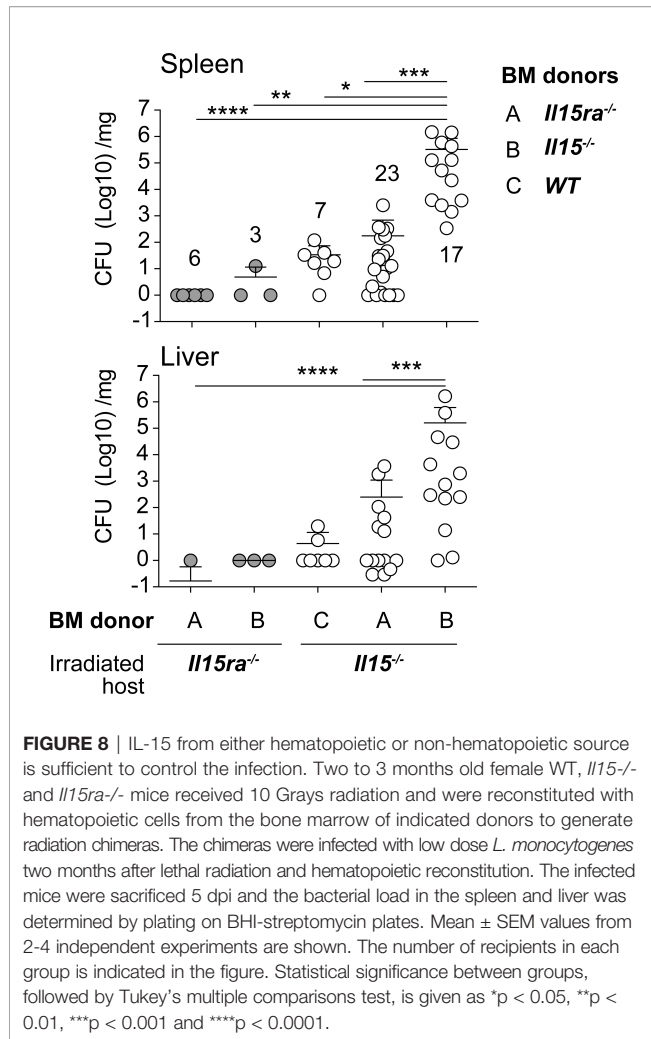 Spleen
***
*
**
****
BM donors
A Il15ra-/-
B Il15-/-
C WT
CFU (Log10) /mg
7
6
5
4
3
2
1
0
-1
6
3
7
23
17
Liver
****
***
CFU (Log10) /mg
7
6
5
4
3
2
1
0
-1
BM donor A B C A B
Irradiated host Il15ra-/- Il15-/-
FIGURE 8 | IL-15 from either hematopoietic or non-hematopoietic source
is sufficient to control the infection. Two to 3 months old female WT, Il15-/-
and Il15ra-/- mice received 10 Grays radiation and were reconstituted with
hematopoietic cells from the bone marrow of indicated donors to generate
radiation chimeras. The chimeras were infected with low dose L. monocytogenes
two months after lethal radiation and hematopoietic reconstitution. The infected
mice were sacrificed 5 dpi and the bacterial load in the spleen and liver was
determined by plating on BHI-streptomycin plates. Mean ± SEM values from
2-4 independent experiments are shown. The number of recipients in each
group is indicated in the figure. Statistical significance between groups,
followed by Tukey's multiple comparisons test, is given as *p < 0.05, **p <
0.01, ***p < 0.001 and ****p < 0.0001.